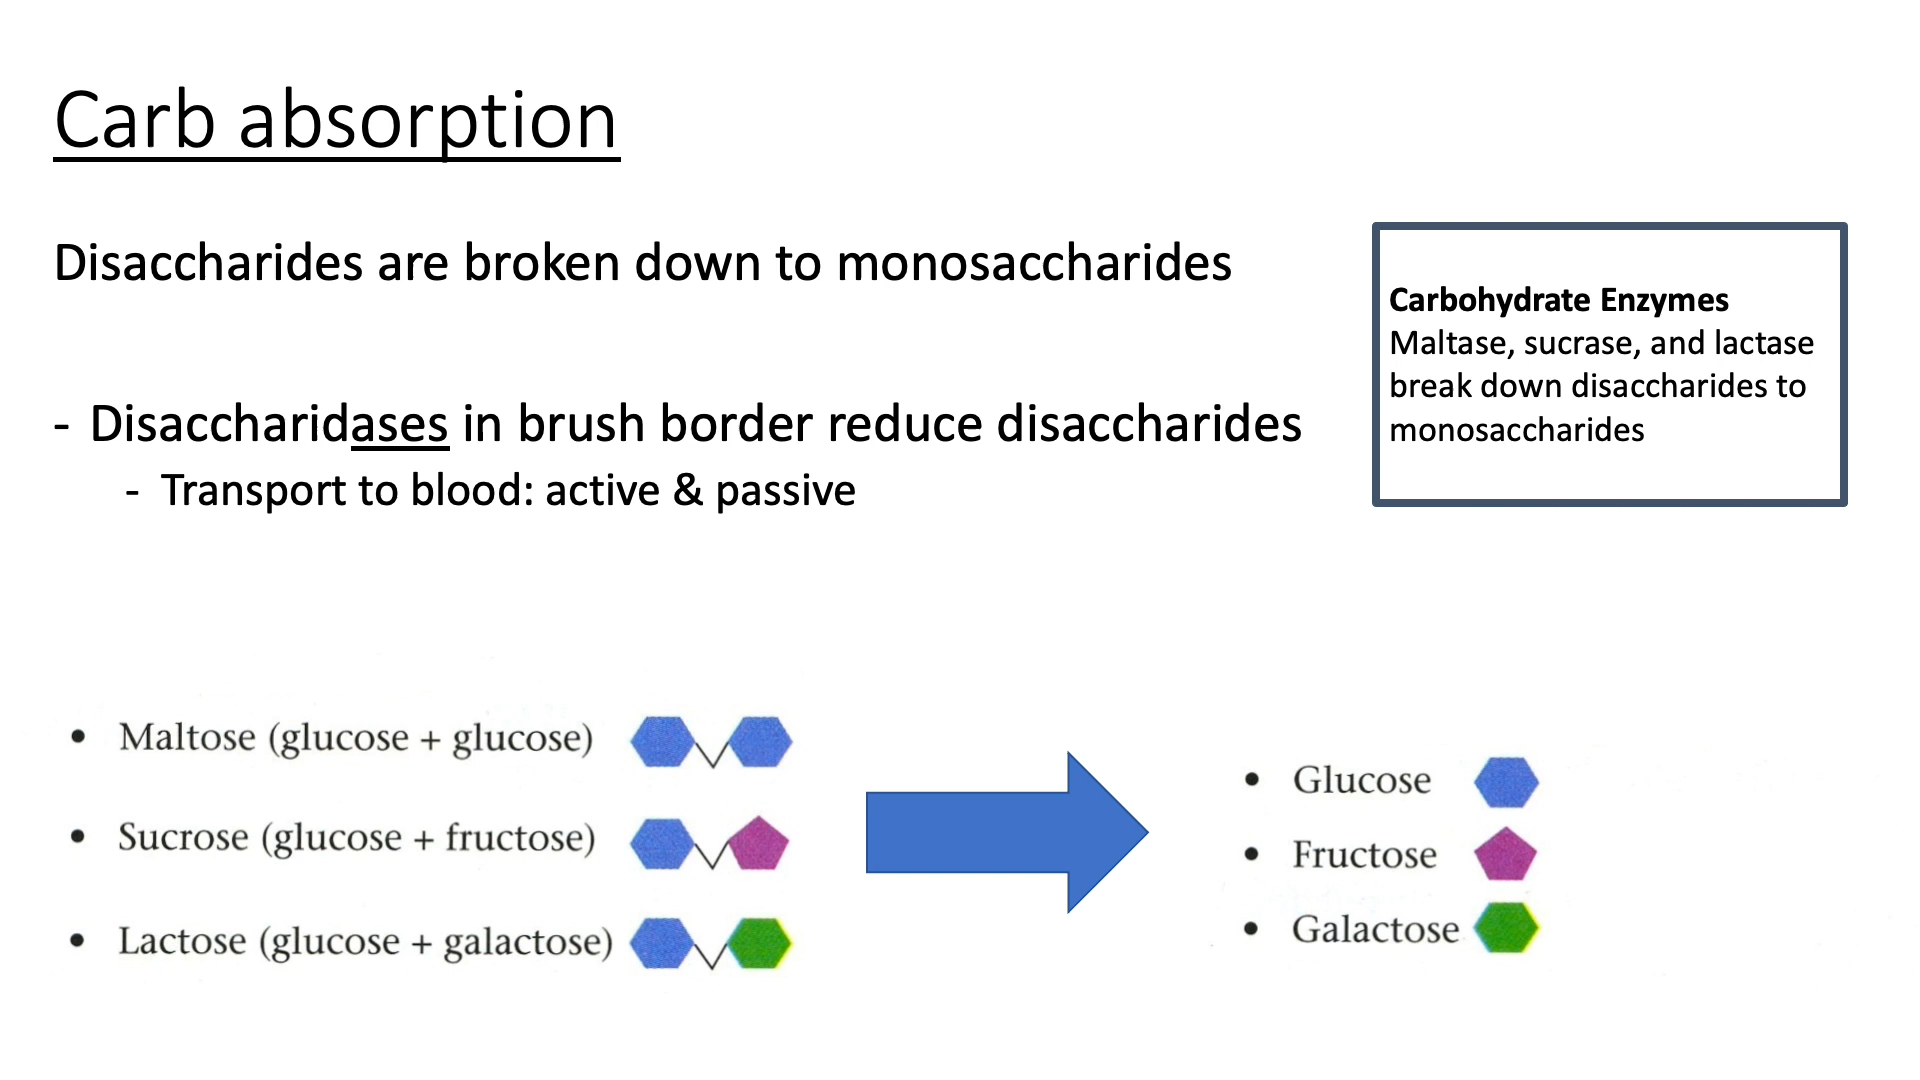 Carb absorption
Disaccharides are broken down to monosaccharides
- Disaccharidases in brush border reduce disaccharides
- Transport to blood: active & passive
Carbohydrate Enzymes
Maltase, sucrase, and lactase
break down disaccharides to
monosaccharides
• Maltose (glucose + glucose)
• Sucrose (glucose + fructose)
• Lactose (glucose + galactose)
• Glucose
• Fructose
• Galactose